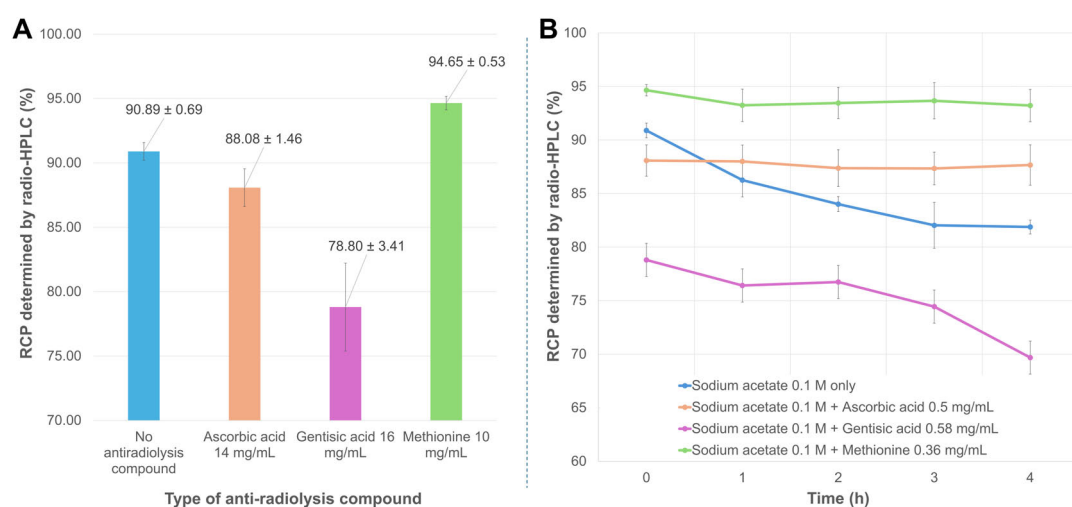 A
RCP determined by radio-HPLC (%)
100.00
95.00
90.00
85.00
80.00
75.00
70.00
90.89 ± 0.69
88.08 ± 1.46
78.80 ± 3.41
94.65 ± 0.53
No
antiradiolysis
compound
Ascorbic acid
14 mg/mL
Gentisic acid 16
mg/mL
Methionine 10
mg/mL
Type of anti-radiolysis compound
B
RCP determined by radio-HPLC (%)
100
95
90
85
80
75
70
65
60
Sodium acetate 0.1 M only
Sodium acetate 0.1 M + Ascorbic acid 0.5 mg/mL
Sodium acetate 0.1 M + Gentisic acid 0.58 mg/mL
Sodium acetate 0.1 M + Methionine 0.36 mg/mL
0 1 2 3 4
Time (h)